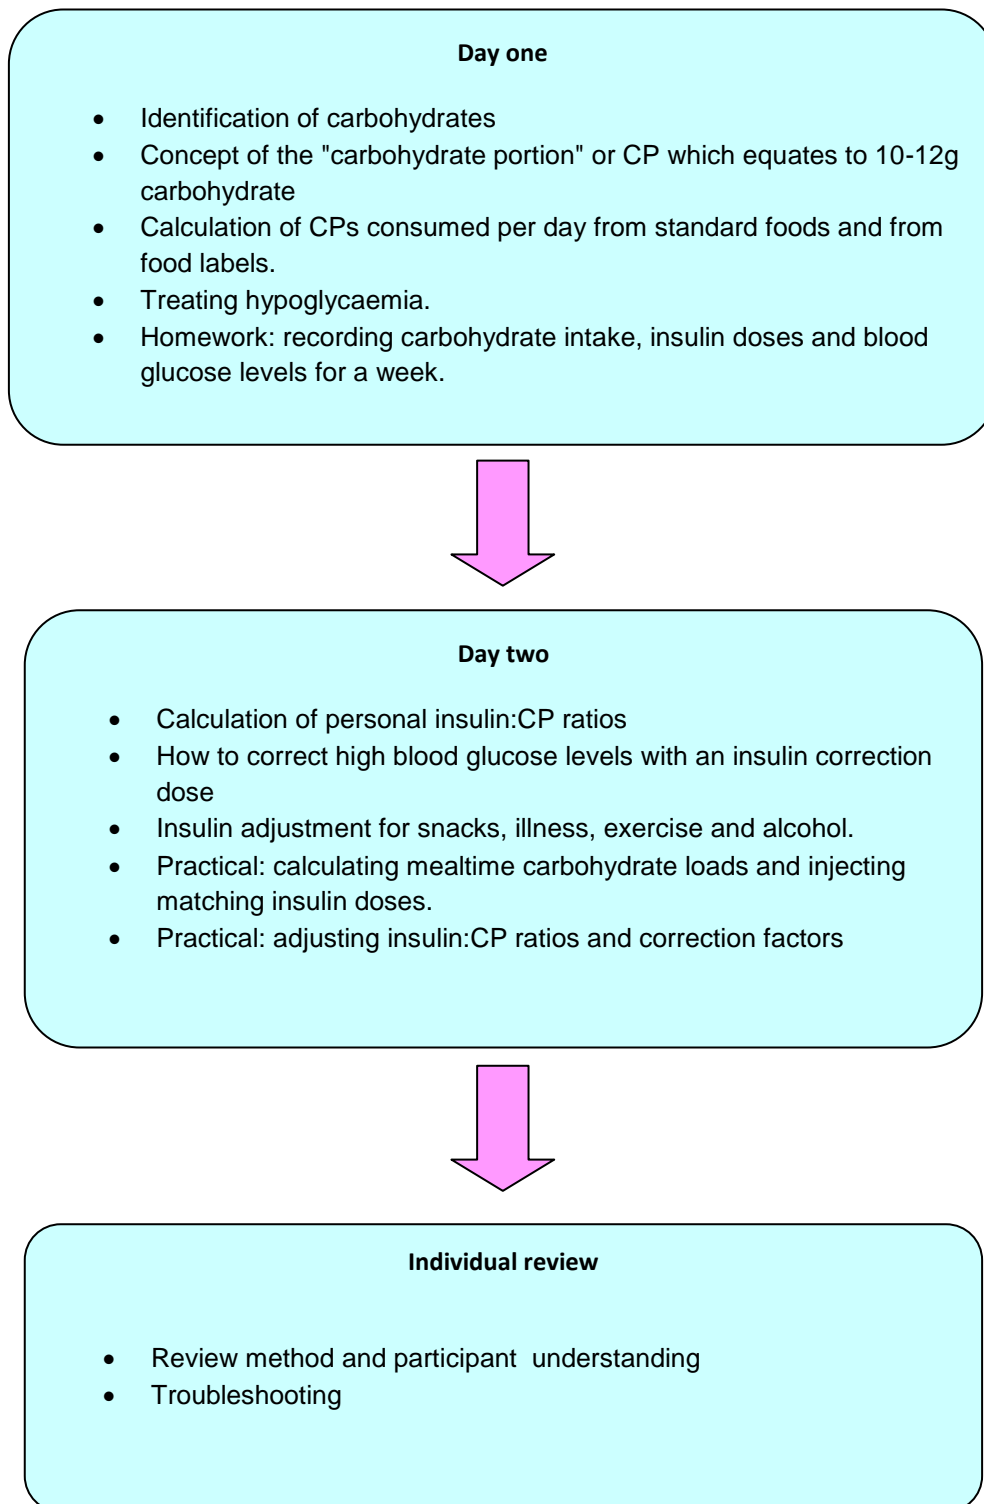 Day one
• Identification of carbohydrates
• Concept of the "carbohydrate portion" or CP which equates to 10-12g
carbohydrate
• Calculation of CPs consumed per day from standard foods and from
food labels.
• Treating hypoglycaemia.
• Homework: recording carbohydrate intake, insulin doses and blood
glucose levels for a week.
Day two
• Calculation of personal insulin:CP ratios
• How to correct high blood glucose levels with an insulin correction
dose
• Insulin adjustment for snacks, illness, exercise and alcohol.
• Practical: calculating mealtime carbohydrate loads and injecting
matching insulin doses.
• Practical: adjusting insulin:CP ratios and correction factors
Individual review
• Review method and participant  understanding
• Troubleshooting